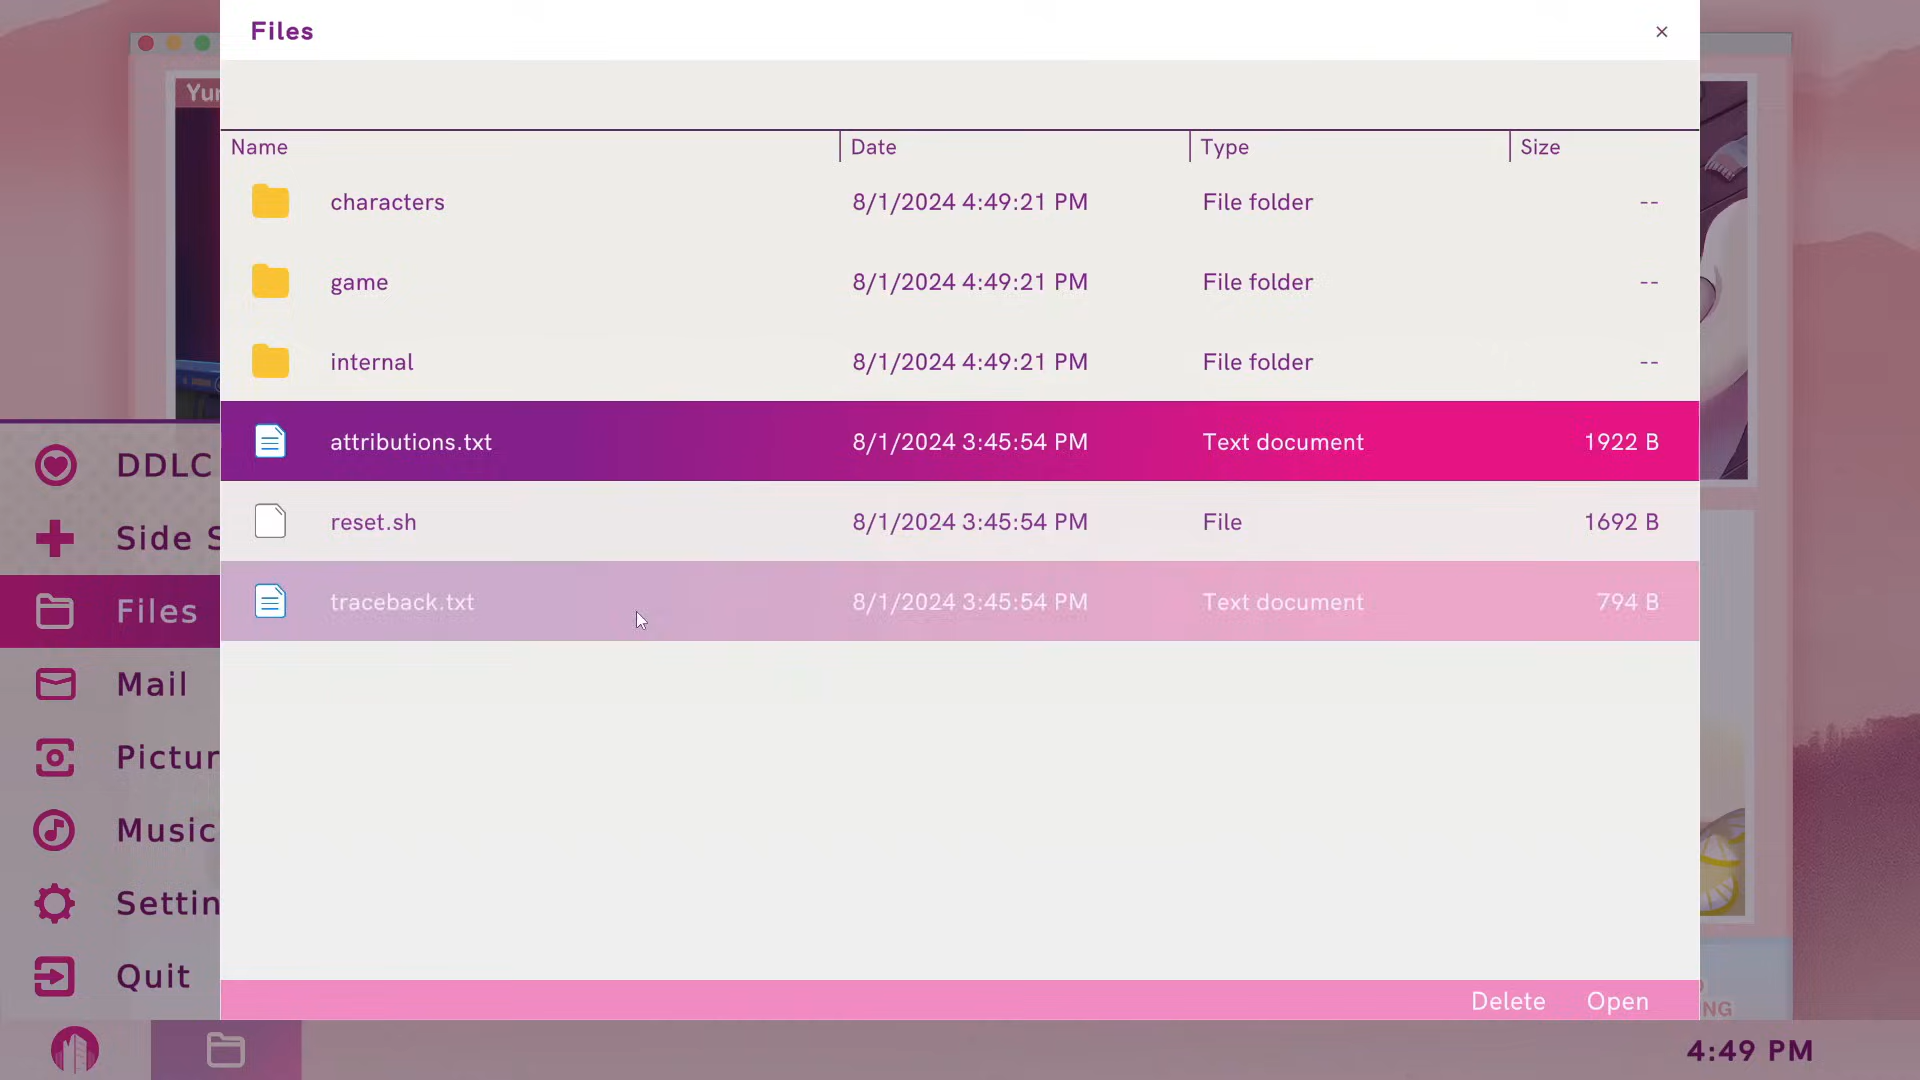 Files
×
Yur
Name Date Type Size
characters 8/1/2024 4:49:21 PM File folder --
game 8/1/2024 4:49:21 PM File folder --
internal 8/1/2024 4:49:21 PM File folder --
attributions.txt 8/1/2024 3:45:54 PM Text document 1922 B
reset.sh 8/1/2024 3:45:54 PM File 1692 B
traceback.txt 8/1/2024 3:45:54 PM Text document 794 B
DDLC
Side S
Files
Mail
Pictur
Music
Settin
Quit
NG
Delete Open
4:49 PM